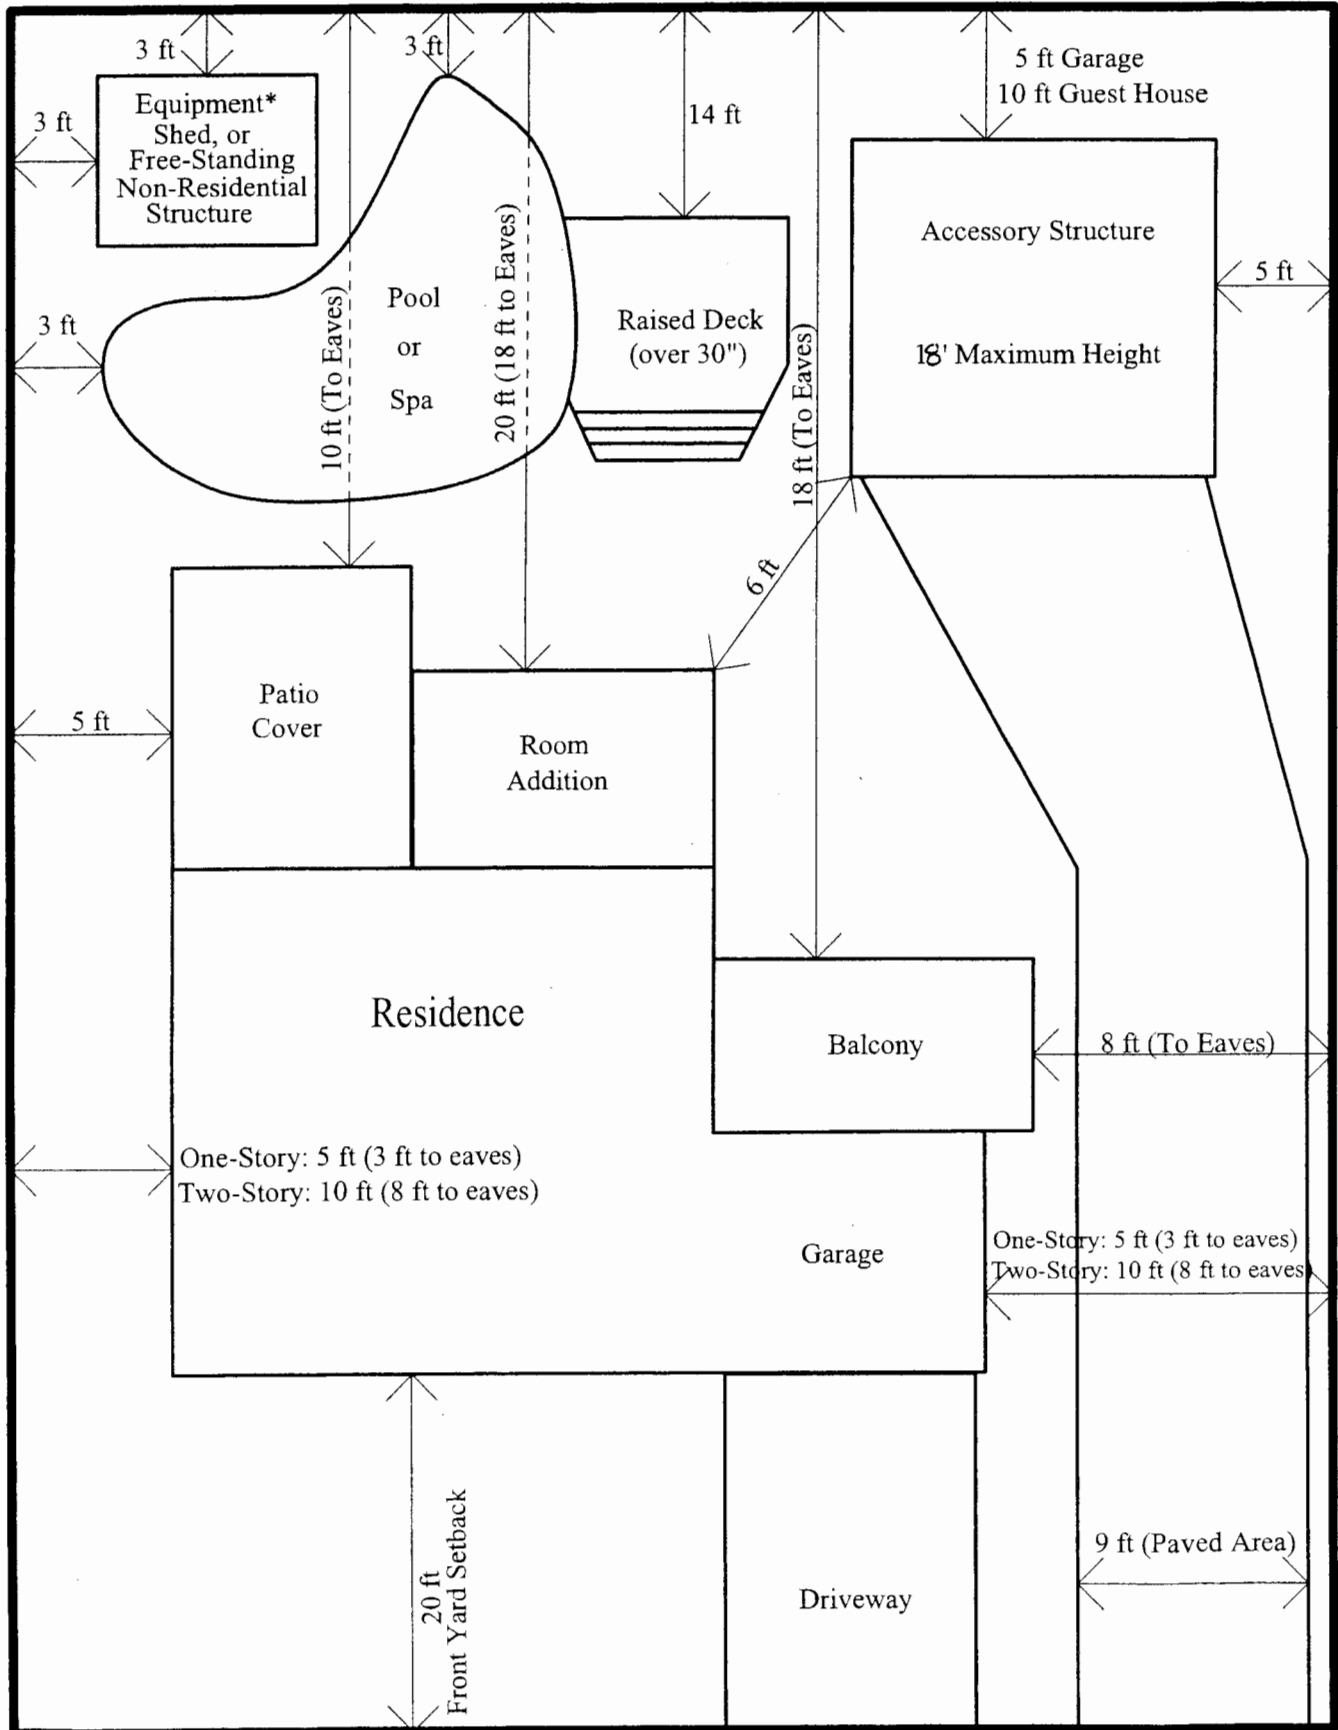 3 ft
3 ft
5 ft Garage
10 ft Guest House
Equipment*
Shed, or
Free-Standing
Non-Residential
Structure
3 ft
14 ft
20 ft (18 ft to Eaves)
10 ft (To Eaves)
18 ft (To Eaves)
Accessory Structure
18' Maximum Height
5 ft
3 ft
Pool
or
Spa
Raised Deck
(over 30")
6 ft
Patio
Cover
5 ft
Room
Addition
Residence
Balcony
8 ft (To Eaves)
One-Story: 5 ft (3 ft to eaves)
Two-Story: 10 ft (8 ft to eaves)
Garage
One-Story: 5 ft (3 ft to eaves)
Two-Story: 10 ft (8 ft to eaves)
20 ft
Front Yard Setback
9 ft (Paved Area)
Driveway